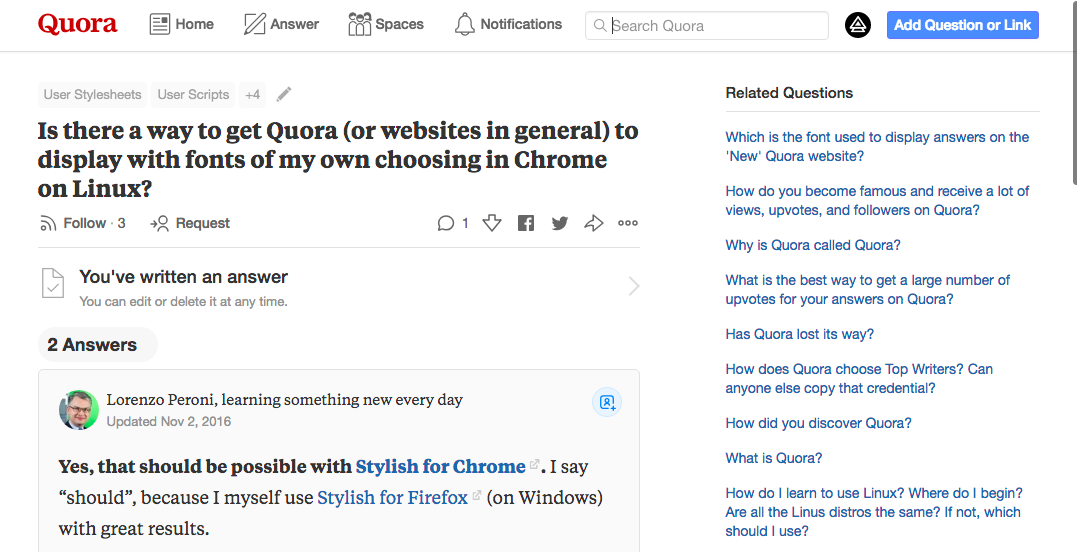 Quora Home Answer Spaces Notifications Search Quora Add Question or Link
User Stylesheets User Scripts +4
Is there a way to get Quora (or websites in general) to
display with fonts of my own choosing in Chrome
on Linux?
Follow · 3 Request 1
You've written an answer
You can edit or delete it at any time.
2 Answers
Lorenzo Peroni, learning something new every day
Updated Nov 2, 2016
Yes, that should be possible with Stylish for Chrome. I say
“should”, because I myself use Stylish for Firefox (on Windows)
with great results.
Related Questions
Which is the font used to display answers on the
'New' Quora website?
How do you become famous and receive a lot of
views, upvotes, and followers on Quora?
Why is Quora called Quora?
What is the best way to get a large number of
upvotes for your answers on Quora?
Has Quora lost its way?
How does Quora choose Top Writers? Can
anyone else copy that credential?
How did you discover Quora?
What is Quora?
How do I learn to use Linux? Where do I begin?
Are all the Linus distros the same? If not, which
should I use?